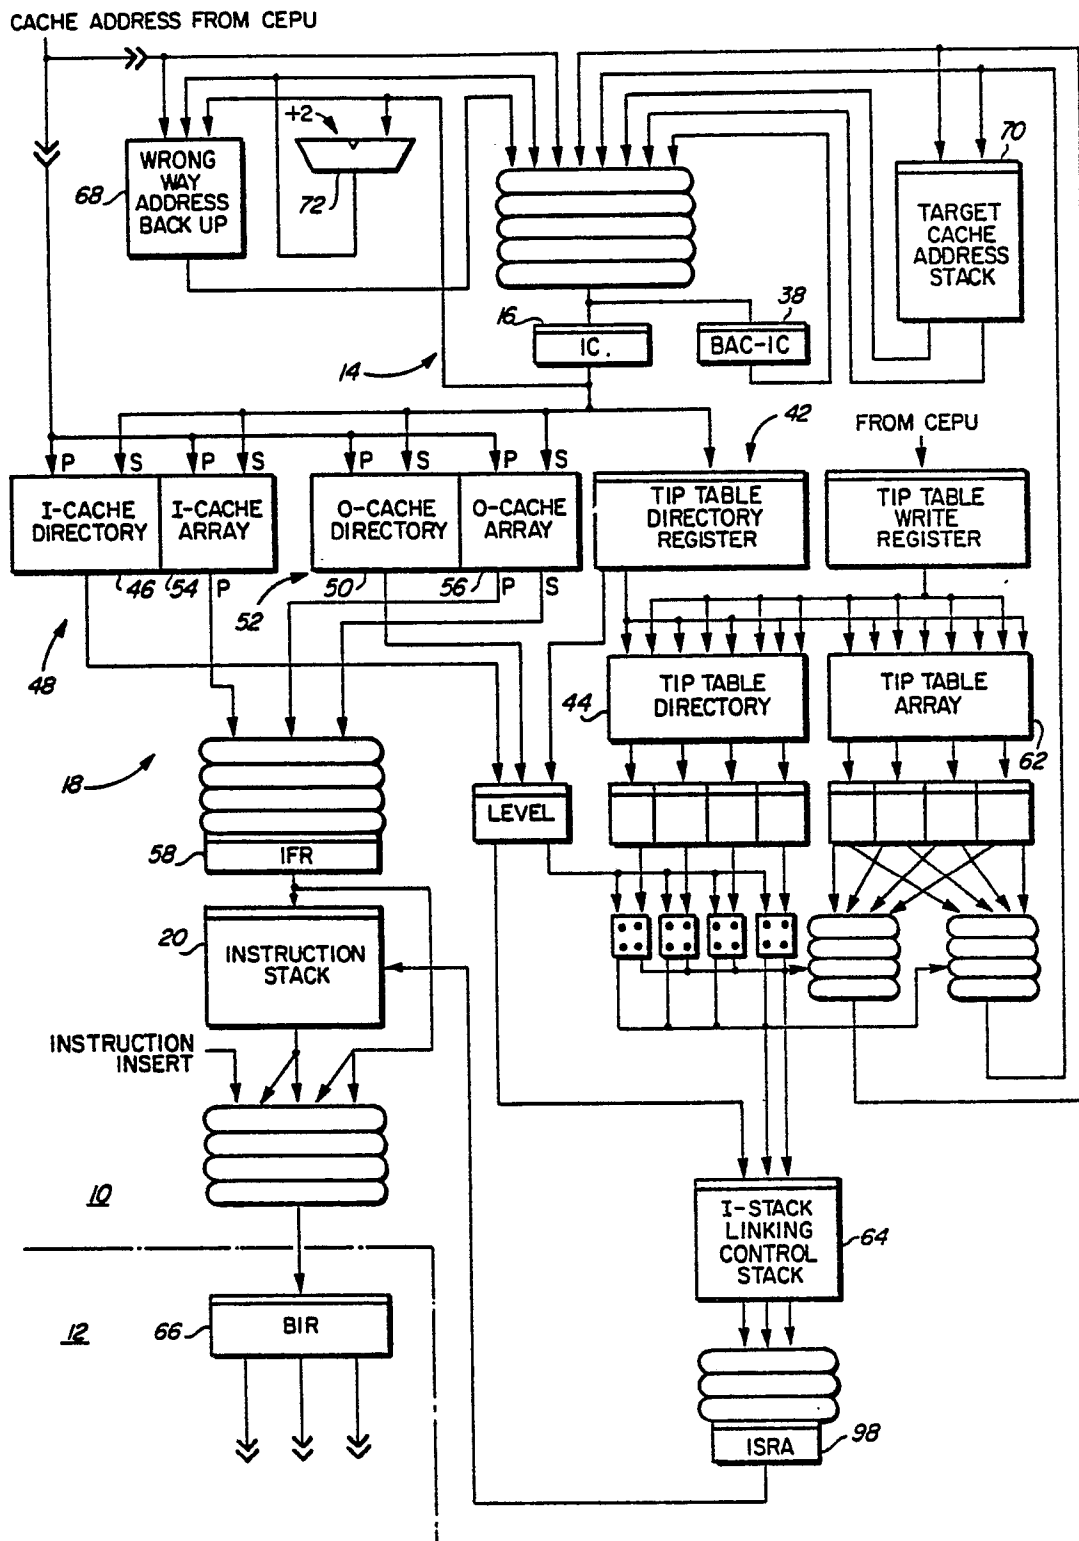 CACHE ADDRESS FROM CEPU
+2
WRONG
WAY
ADDRESS
BACK UP
68
72
70
TARGET
CACHE
ADDRESS
STACK
16
IC.
38
BAC-IC
14
42
FROM CEPU
P S P S P S P S
I-CACHE
DIRECTORY
I-CACHE
ARRAY
O-CACHE
DIRECTORY
O-CACHE
ARRAY
TIP TABLE
DIRECTORY
REGISTER
TIP TABLE
WRITE
REGISTER
46
54
P
52
50
56
P
S
48
44
TIP TABLE
DIRECTORY
TIP TABLE
ARRAY
62
18
LEVEL
58
IFR
20
INSTRUCTION
STACK
INSTRUCTION
INSERT
10
I-STACK
LINKING
CONTROL
STACK
64
12
66
BIR
ISRA
98